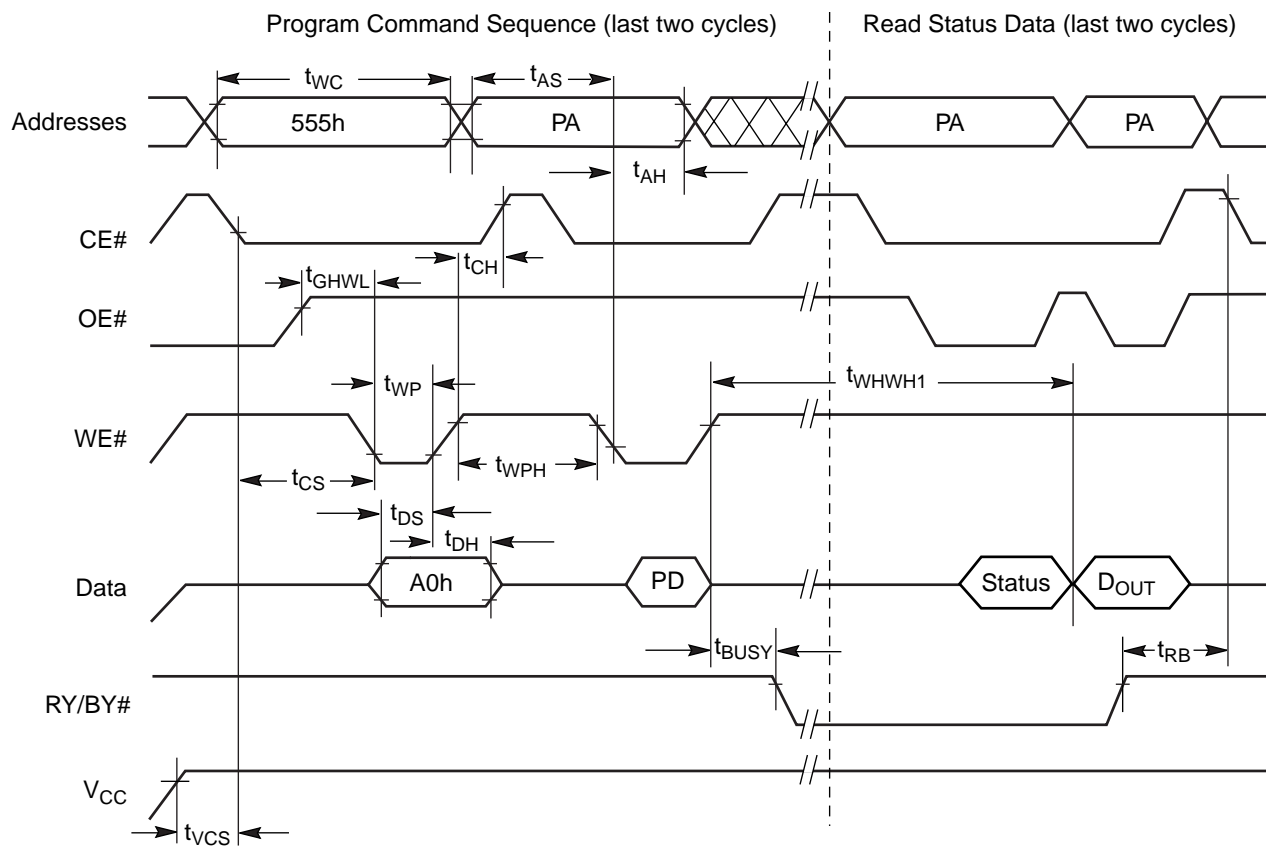 Program Command Sequence (last two cycles)
Read Status Data (last two cycles)
tWC
tAS
Addresses
555h
PA
PA
PA
tAH
CE#
tCH
tGHWL
OE#
tWP
tWHWH1
WE#
tWPH
tCS
tDS
tDH
Data
A0h
PD
Status
DOUT
tBUSY
tRB
RY/BY#
VCC
tVCS